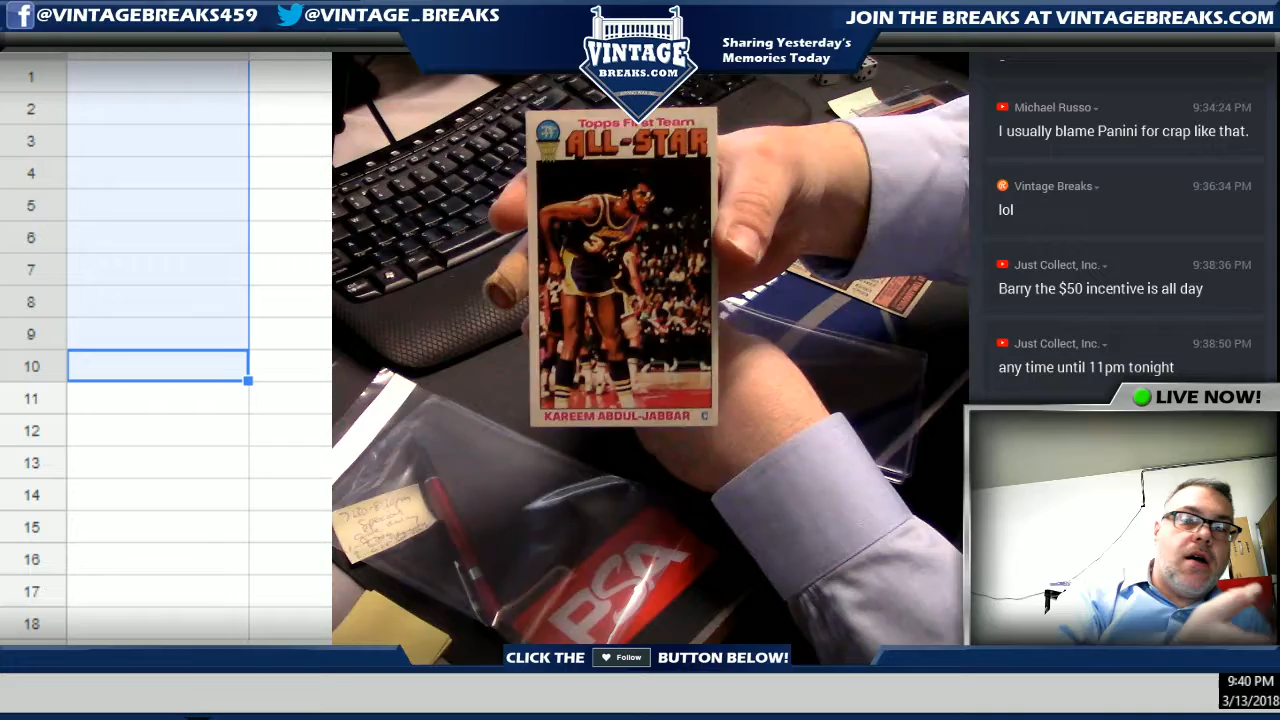 @VINTAGEBREAKS459 @VINTAGE_BREAKS
JOIN THE BREAKS AT VINTAGEBREAKS.COM
VINTAGE
BREAKS.COM
Sharing Yesterday's
Memories Today
1
2
3
4
5
6
7
8
9
10
11
12
13
14
15
16
17
18
Topps First Team
ALL-STAR
KAREEM ABDUL-JABBAR C
PSA
Michael Russo 9:34:24 PM
I usually blame Panini for crap like that.
Vintage Breaks 9:36:34 PM
lol
Just Collect, Inc. 9:38:36 PM
Barry the $50 incentive is all day
Just Collect, Inc. 9:38:50 PM
any time until 11pm tonight
LIVE NOW!
CLICK THE Follow BUTTON BELOW!
9:40 PM
3/13/2018